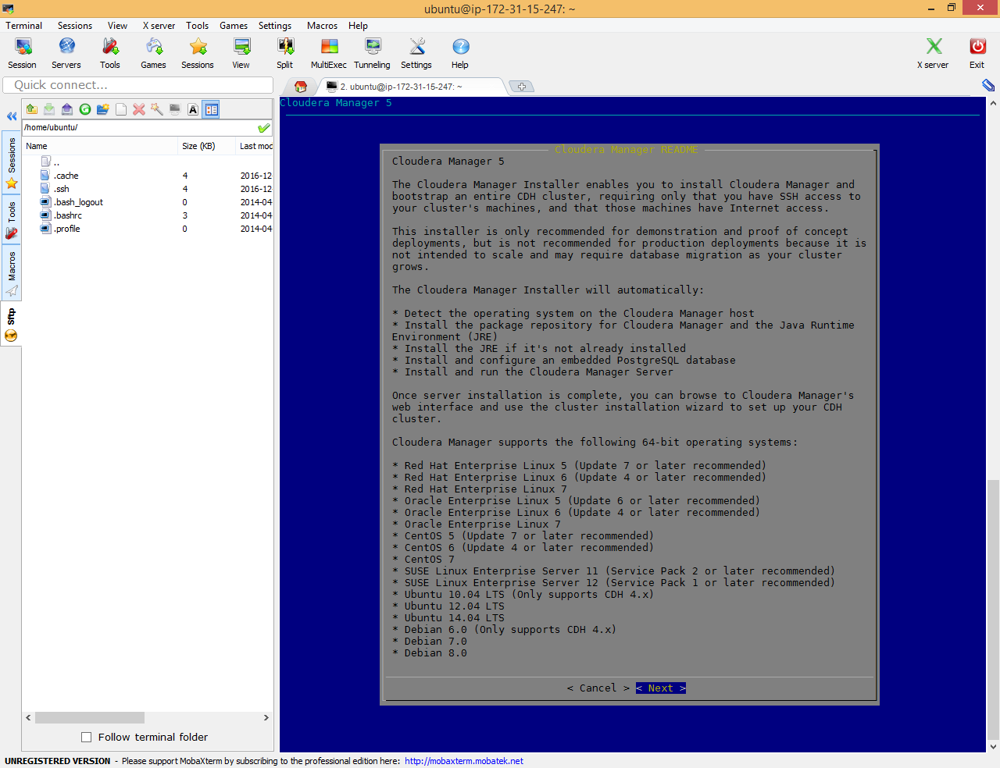 ubuntu@ip-172-31-15-247: ~
Terminal Sessions View X server Tools Games Settings Macros Help
Session Servers Tools Games Sessions View Split MultiExec Tunneling Settings Help X server Exit
Quick connect...
2. ubuntu@ip-172-31-15-247: ~
/home/ubuntu/
Name Size (KB) Last mod
..
.cache 4 2016-12
.ssh 4 2016-12
.bash_logout 0 2014-04
.bashrc 3 2014-04
.profile 0 2014-04
Sessions
Tools
Macros
Sftp
Follow terminal folder
Cloudera Manager 5
Cloudera Manager README
Cloudera Manager 5
The Cloudera Manager Installer enables you to install Cloudera Manager and
bootstrap an entire CDH cluster, requiring only that you have SSH access to
your cluster's machines, and that those machines have Internet access.
This installer is only recommended for demonstration and proof of concept
deployments, but is not recommended for production deployments because it is
not intended to scale and may require database migration as your cluster
grows.
The Cloudera Manager Installer will automatically:
* Detect the operating system on the Cloudera Manager host
* Install the package repository for Cloudera Manager and the Java Runtime
Environment (JRE)
* Install the JRE if it's not already installed
* Install and configure an embedded PostgreSQL database
* Install and run the Cloudera Manager Server
Once server installation is complete, you can browse to Cloudera Manager's
web interface and use the cluster installation wizard to set up your CDH
cluster.
Cloudera Manager supports the following 64-bit operating systems:
* Red Hat Enterprise Linux 5 (Update 7 or later recommended)
* Red Hat Enterprise Linux 6 (Update 4 or later recommended)
* Red Hat Enterprise Linux 7
* Oracle Enterprise Linux 5 (Update 6 or later recommended)
* Oracle Enterprise Linux 6 (Update 4 or later recommended)
* Oracle Enterprise Linux 7
* CentOS 5 (Update 7 or later recommended)
* CentOS 6 (Update 4 or later recommended)
* CentOS 7
* SUSE Linux Enterprise Server 11 (Service Pack 2 or later recommended)
* SUSE Linux Enterprise Server 12 (Service Pack 1 or later recommended)
* Ubuntu 10.04 LTS (Only supports CDH 4.x)
* Ubuntu 12.04 LTS
* Ubuntu 14.04 LTS
* Debian 6.0 (Only supports CDH 4.x)
* Debian 7.0
* Debian 8.0
< Cancel > < Next >
UNREGISTERED VERSION - Please support MobaXterm by subscribing to the professional edition here: http://mobaxterm.mobatek.net